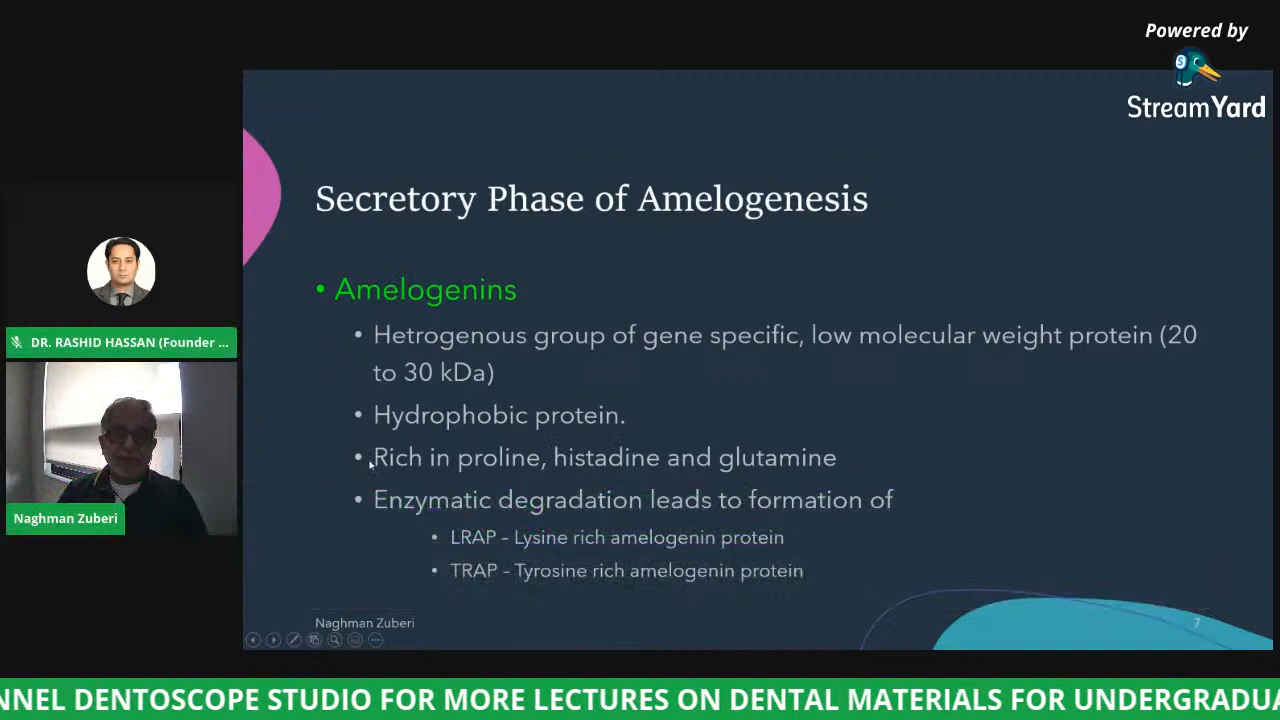 Powered by
StreamYard
Secretory Phase of Amelogenesis
• Amelogenins
• Hetrogenous group of gene specific, low molecular weight protein (20
to 30 kDa)
• Hydrophobic protein.
• Rich in proline, histadine and glutamine
• Enzymatic degradation leads to formation of
• LRAP – Lysine rich amelogenin protein
• TRAP – Tyrosine rich amelogenin protein
Naghman Zuberi
7
DR. RASHID HASSAN (Founder ...
Naghman Zuberi
NNEL DENTOSCOPE STUDIO FOR MORE LECTURES ON DENTAL MATERIALS FOR UNDERGRADUA